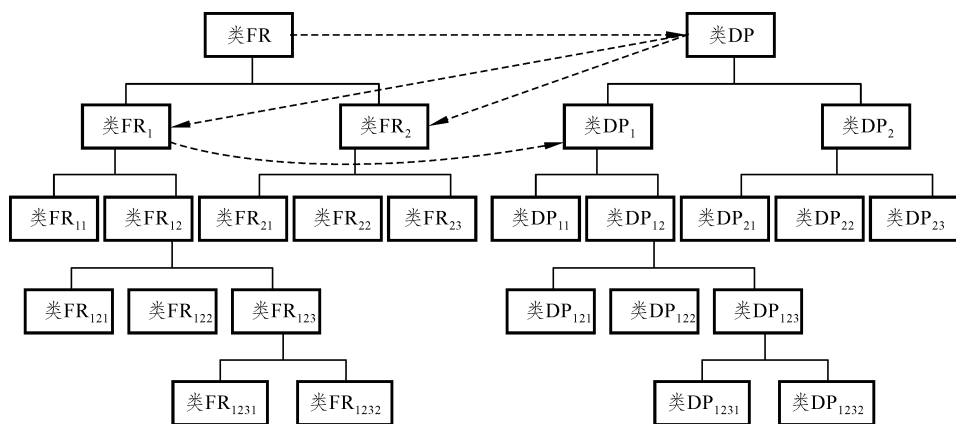 类FR
类DP
类FR₁
类FR₂
类DP₁
类DP₂
类FR₁₁
类FR₁₂
类FR₂₁
类FR₂₂
类FR₂₃
类DP₁₁
类DP₁₂
类DP₂₁
类DP₂₂
类DP₂₃
类FR₁₂₁
类FR₁₂₂
类FR₁₂₃
类DP₁₂₁
类DP₁₂₂
类DP₁₂₃
类FR₁₂₃₁
类FR₁₂₃₂
类DP₁₂₃₁
类DP₁₂₃₂